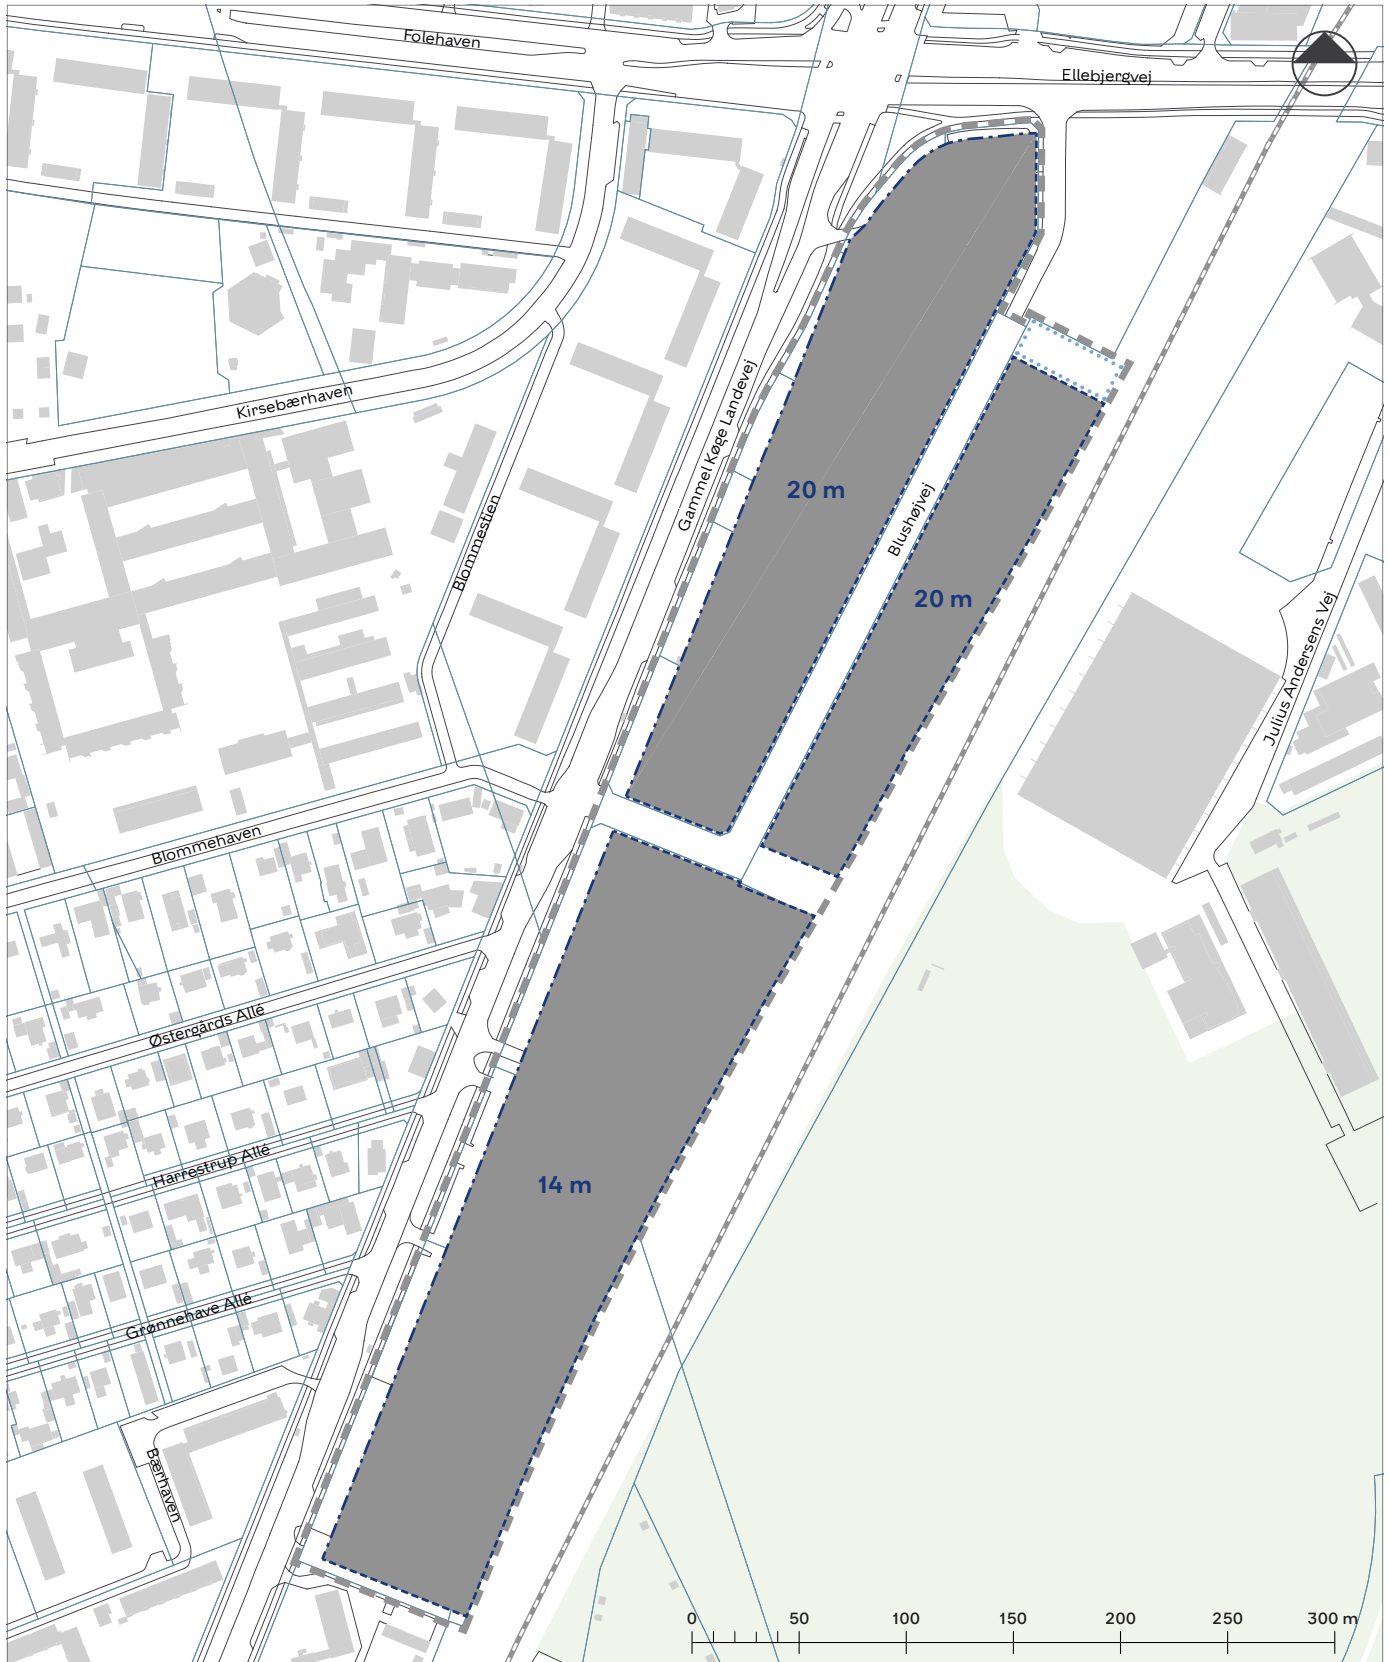 Folehaven
Ellebjergvej
Kirsebærhaven
Gammel Køge Landevej
20 m
Blushøjvej
Blommestien
20 m
Julius Andersens Vej
Blommehaven
Østergårds Allé
Harrestrup Allé
14 m
Grønnehave Allé
Bærhaven
0 50 100 150 200 250 300 m